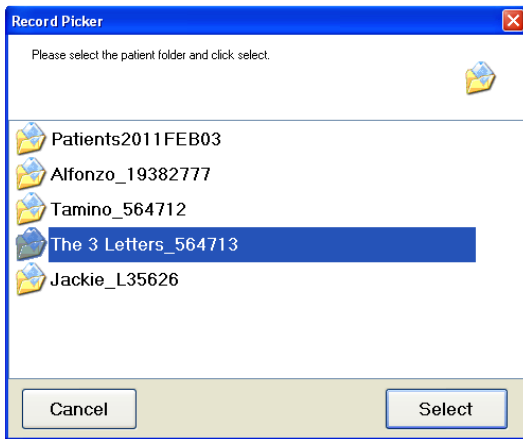 Record Picker
Please select the patient folder and click select.
Patients2011FEB03
Alfonzo_19382777
Tamino_564712
The 3 Letters_564713
Jackie_L35626
Cancel
Select